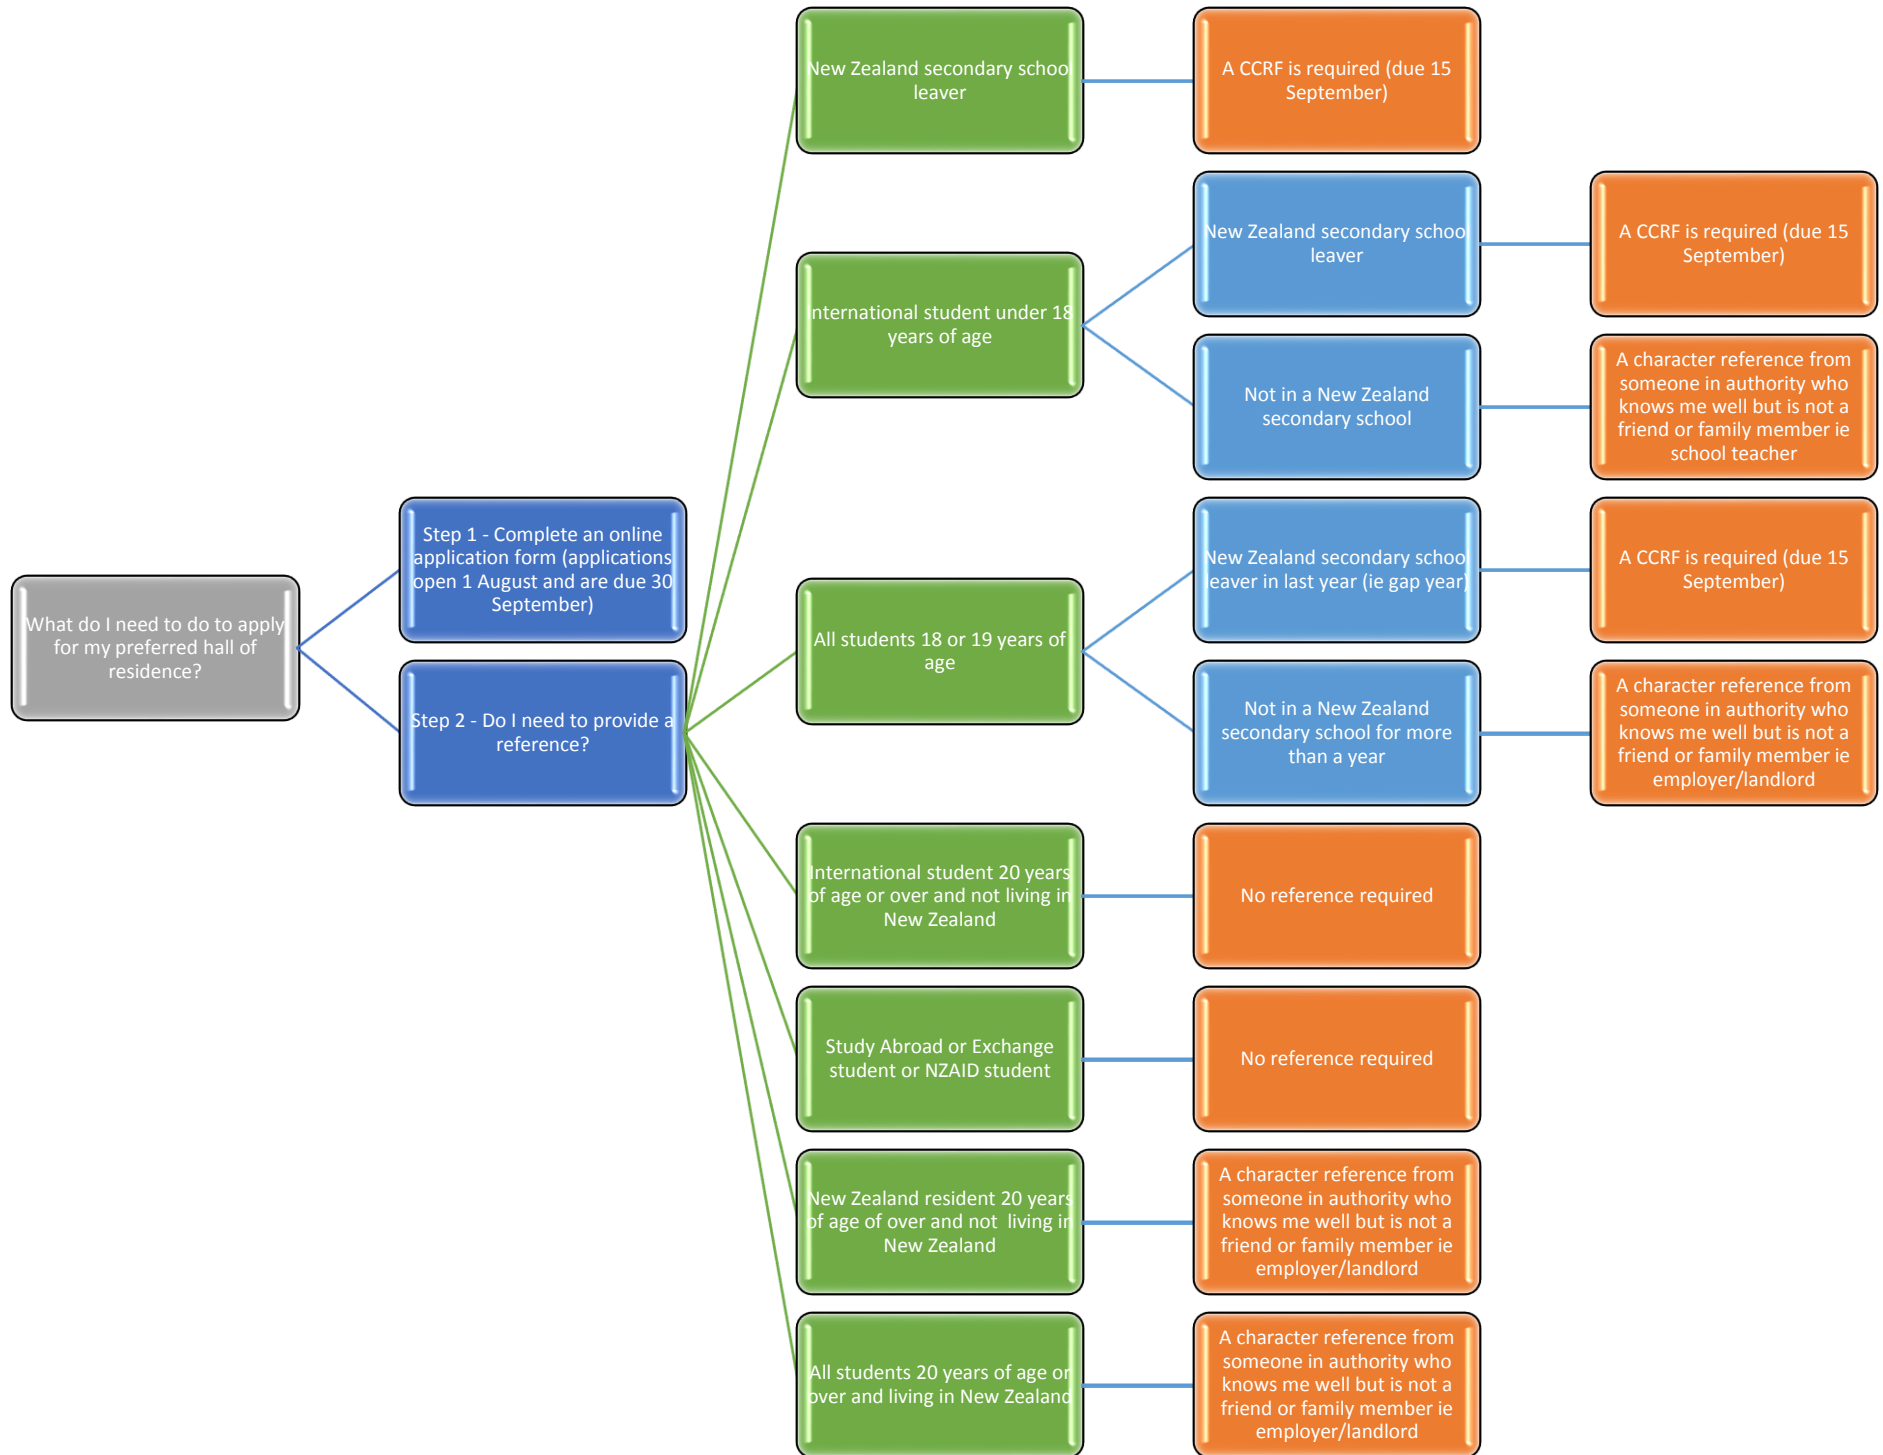 What do I need to do to apply
for my preferred hall of
residence?
Step 1 - Complete an online
application form (applications
open 1 August and are due 30
September)
Step 2 - Do I need to provide a
reference?
New Zealand secondary school
leaver
A CCRF is required (due 15
September)
International student under 18
years of age
New Zealand secondary school
leaver
A CCRF is required (due 15
September)
Not in a New Zealand
secondary school
A character reference from
someone in authority who
knows me well but is not a
friend or family member ie
school teacher
All students 18 or 19 years of
age
New Zealand secondary school
leaver in last year (ie gap year)
A CCRF is required (due 15
September)
Not in a New Zealand
secondary school for more
than a year
A character reference from
someone in authority who
knows me well but is not a
friend or family member ie
employer/landlord
International student 20 years
of age or over and not living in
New Zealand
No reference required
Study Abroad or Exchange
student or NZAID student
No reference required
New Zealand resident 20 years
of age of over and not  living in
New Zealand
A character reference from
someone in authority who
knows me well but is not a
friend or family member ie
employer/landlord
All students 20 years of age or
over and living in New Zealand
A character reference from
someone in authority who
knows me well but is not a
friend or family member ie
employer/landlord